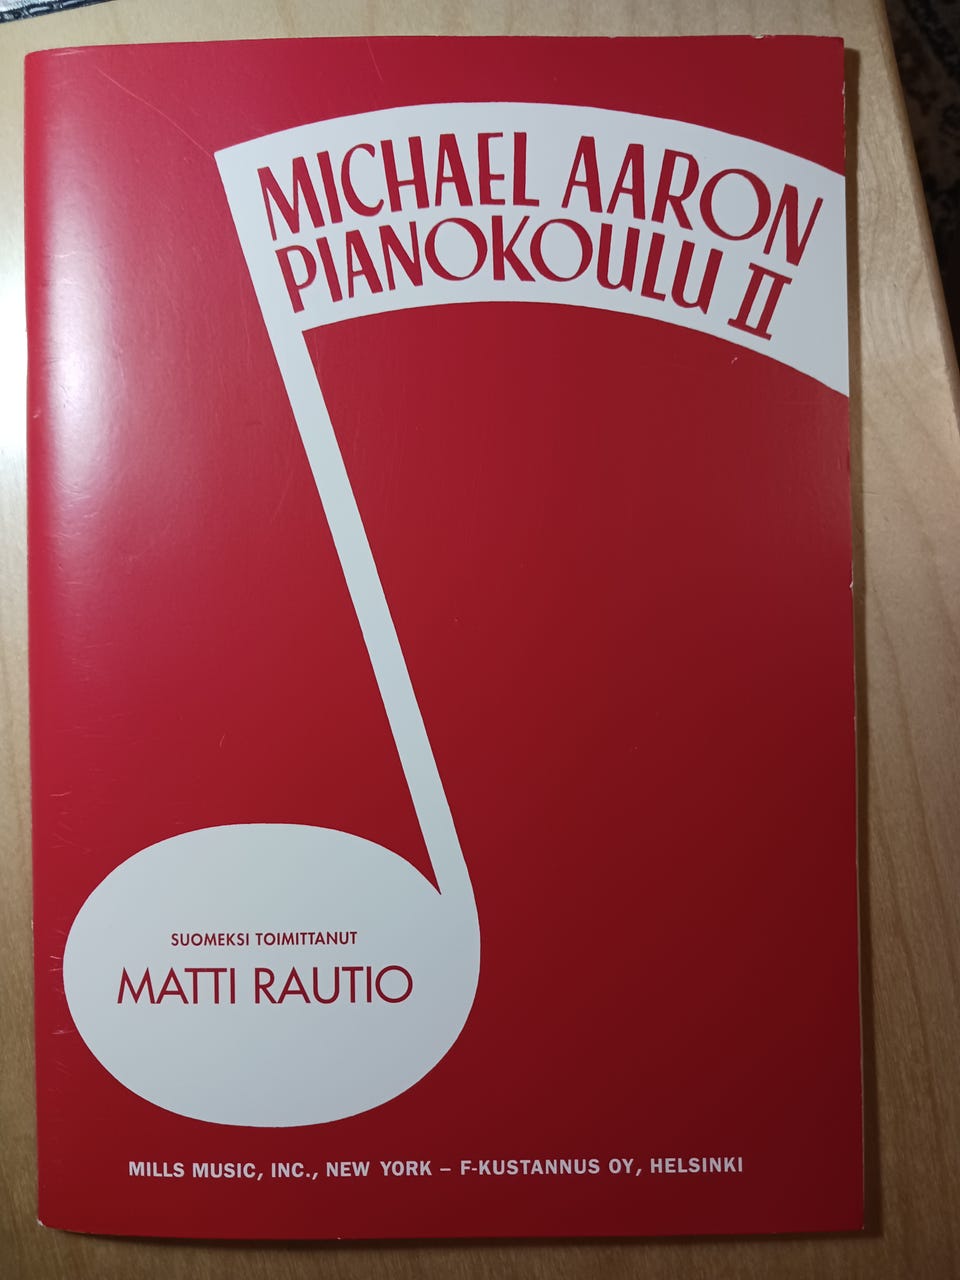 MICHAEL AARON
PIANOKOULU II
SUOMEKSI TOIMITTANUT
MATTI RAUTIO
MILLS MUSIC, INC., NEW YORK – F-KUSTANNUS OY, HELSINKI